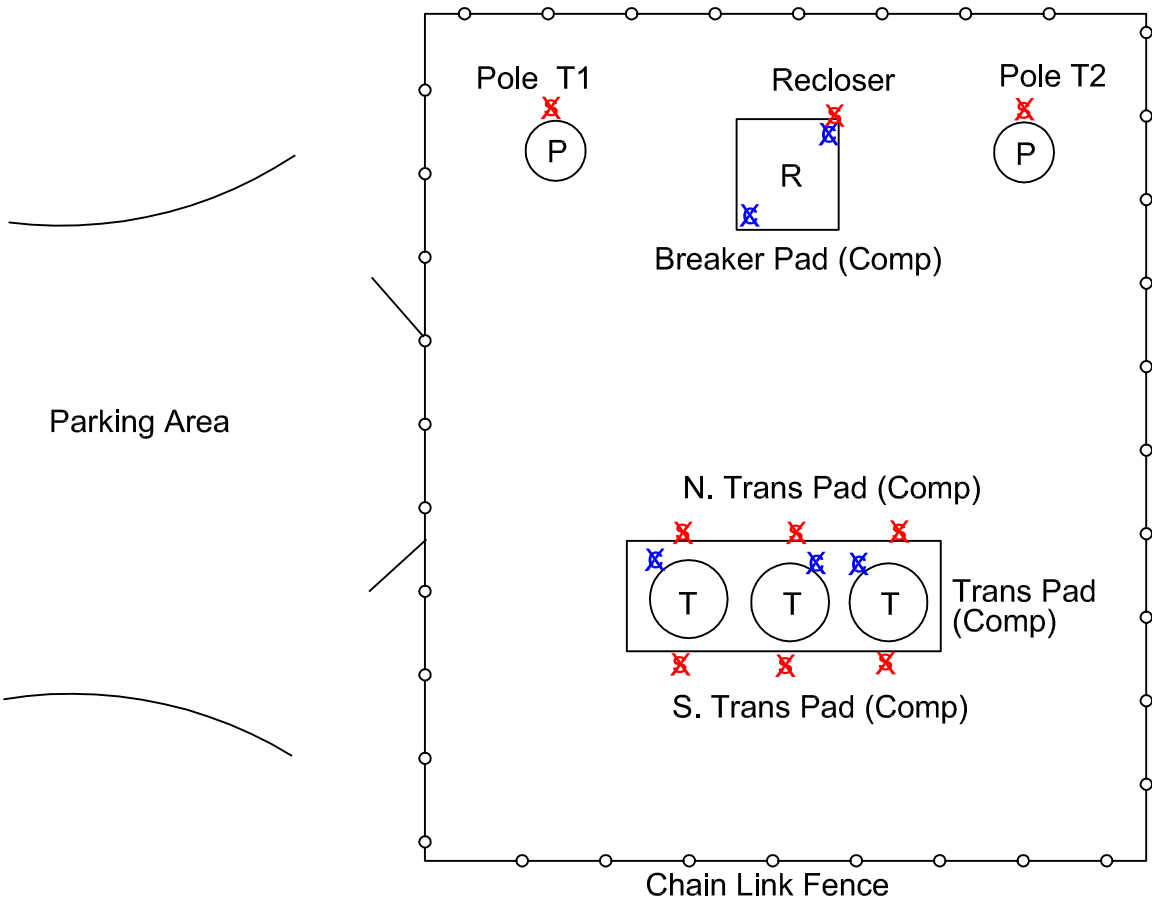 Pole T1
Recloser
Pole T2
S
S
S
C
P
R
P
C
Breaker Pad (Comp)
Parking Area
N. Trans Pad (Comp)
S
S
S
C
C
C
T
T
T
Trans Pad
(Comp)
S
S
S
S. Trans Pad (Comp)
Chain Link Fence